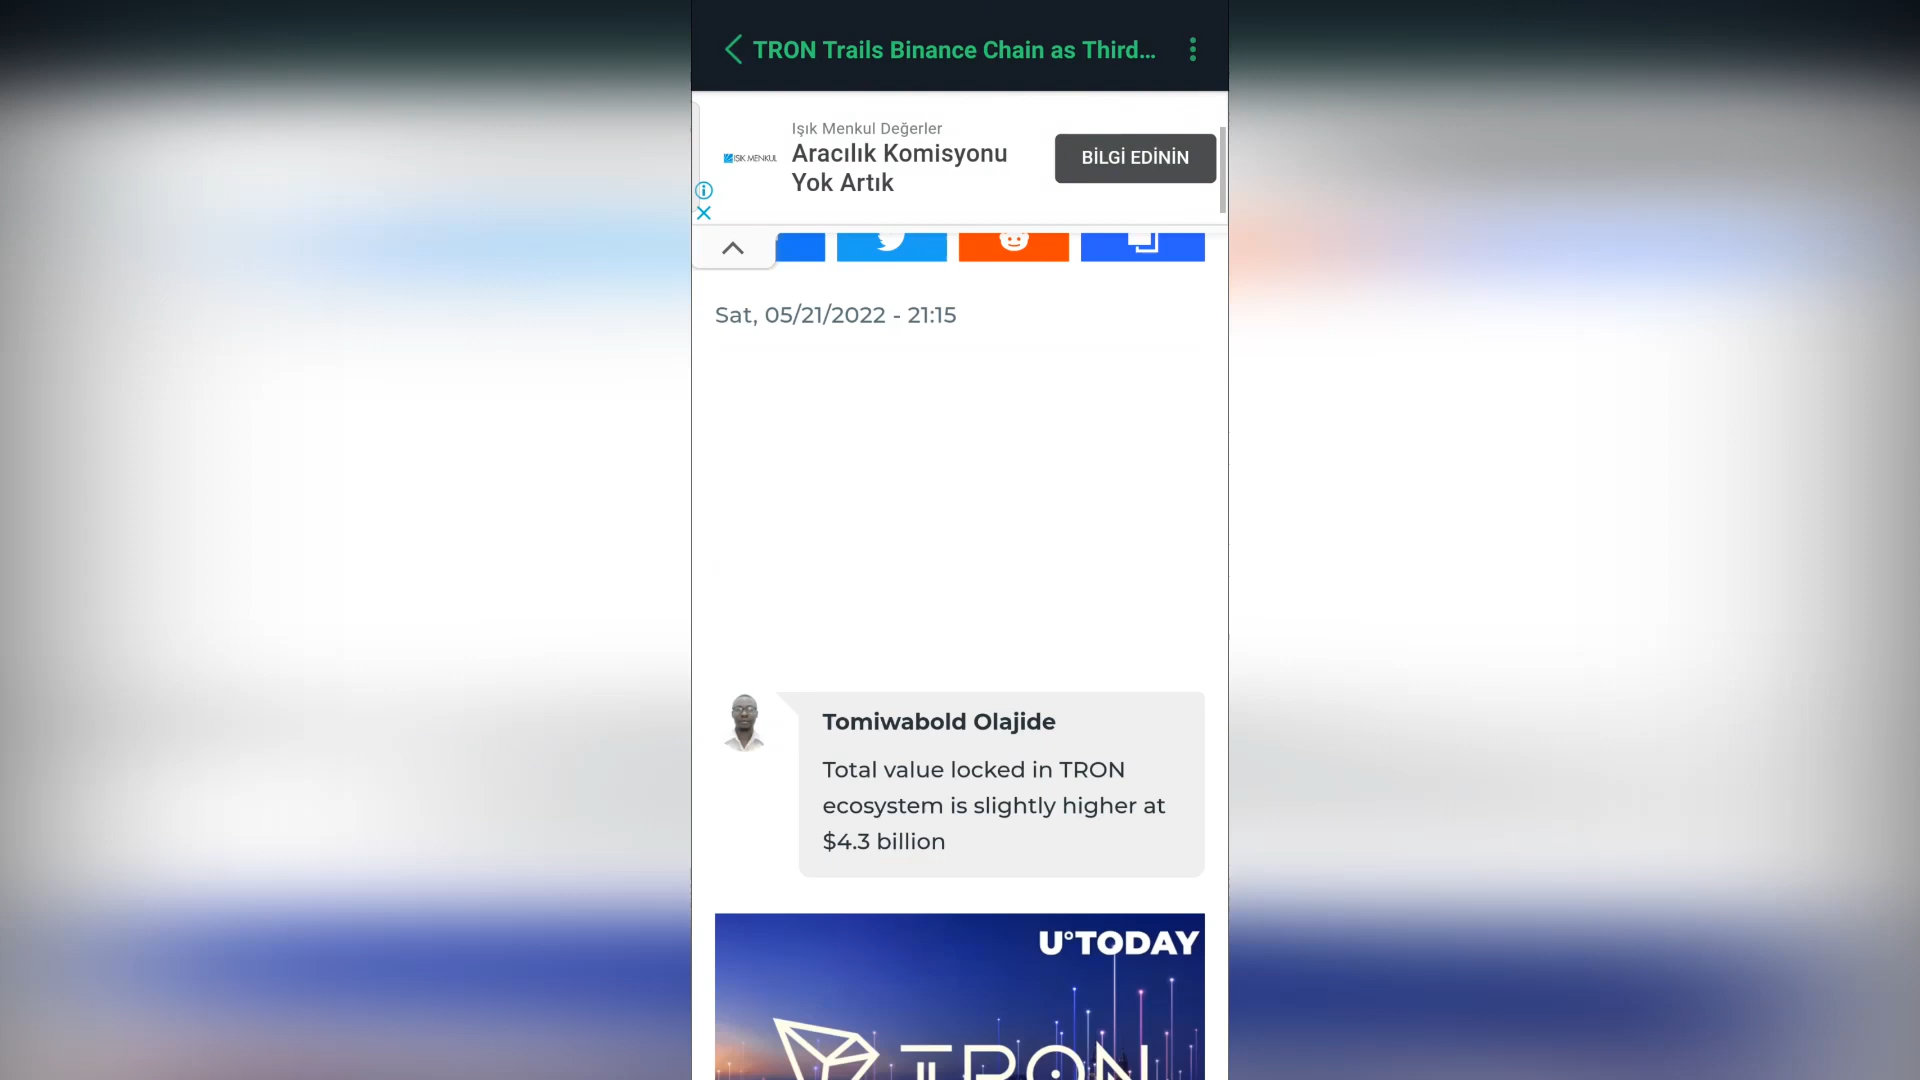 TRON Trails Binance Chain as Third...
Işık Menkul Değerler
Aracılık Komisyonu
Yok Artık
IŞIK MENKUL
BİLGİ EDİNİN
Sat, 05/21/2022 - 21:15
Tomiwabold Olajide
Total value locked in TRON
ecosystem is slightly higher at
$4.3 billion
U°TODAY
TRON